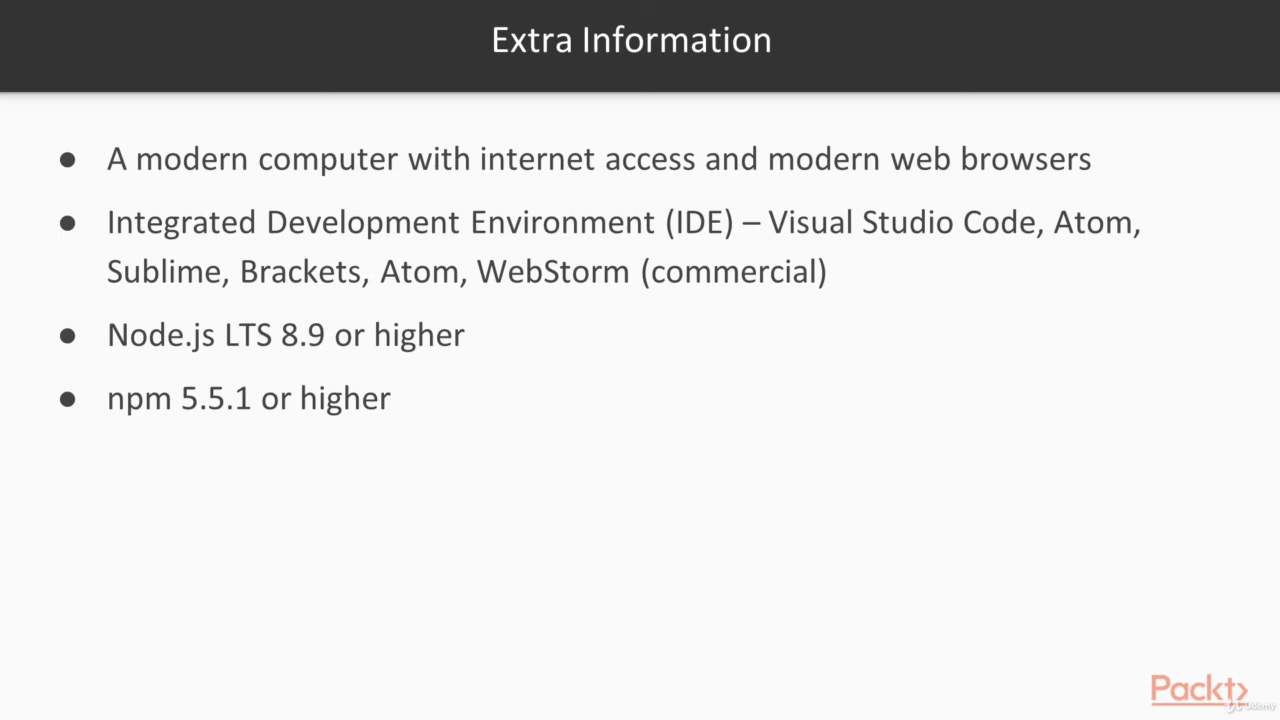 Extra Information
● A modern computer with internet access and modern web browsers
● Integrated Development Environment (IDE) – Visual Studio Code, Atom,
Sublime, Brackets, Atom, WebStorm (commercial)
● Node.js LTS 8.9 or higher
● npm 5.5.1 or higher
Packt
Udemy